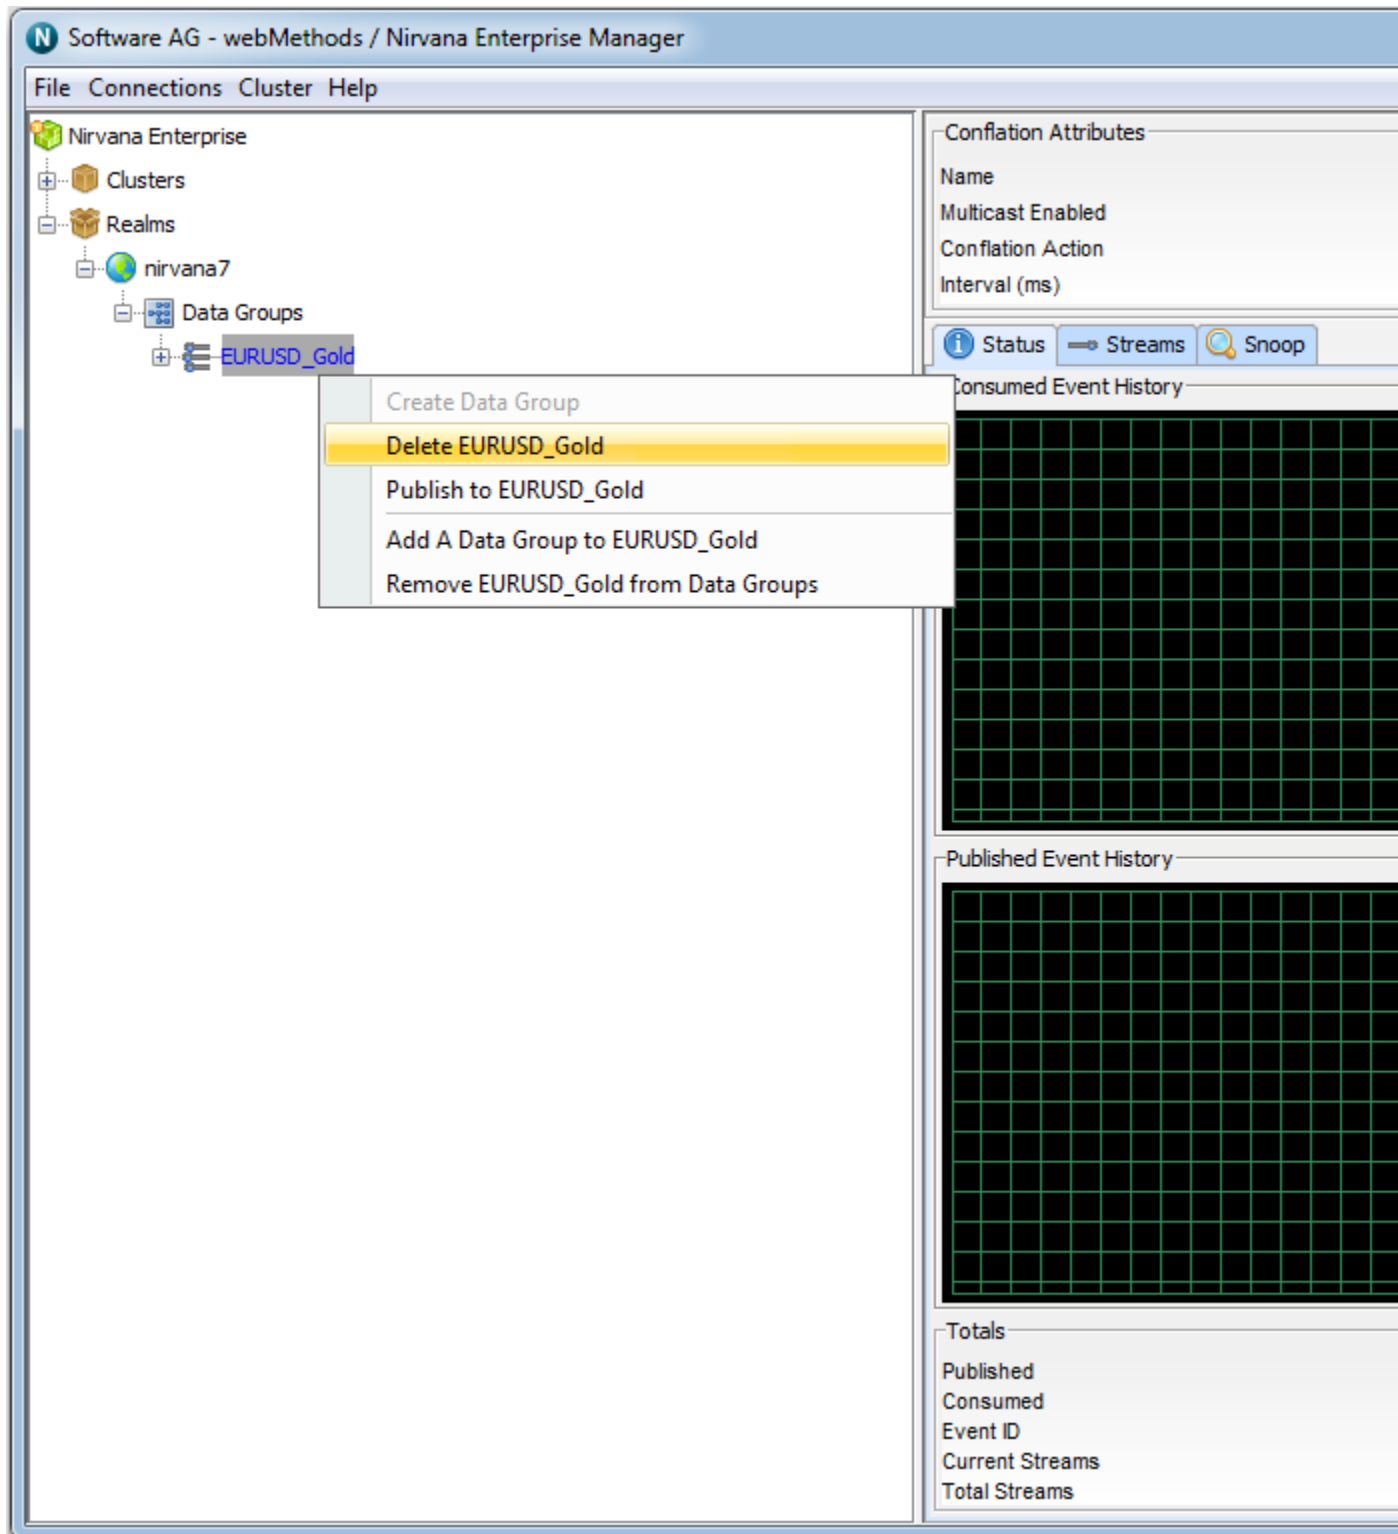 Software AG - webMethods / Nirvana Enterprise Manager
File Connections Cluster Help
Nirvana Enterprise
Clusters
Realms
nirvana7
Data Groups
EURUSD_Gold
Create Data Group
Delete EURUSD_Gold
Publish to EURUSD_Gold
Add A Data Group to EURUSD_Gold
Remove EURUSD_Gold from Data Groups
Conflation Attributes
Name
Multicast Enabled
Conflation Action
Interval (ms)
Status Streams Snoop
Consumed Event History
Published Event History
Totals
Published
Consumed
Event ID
Current Streams
Total Streams